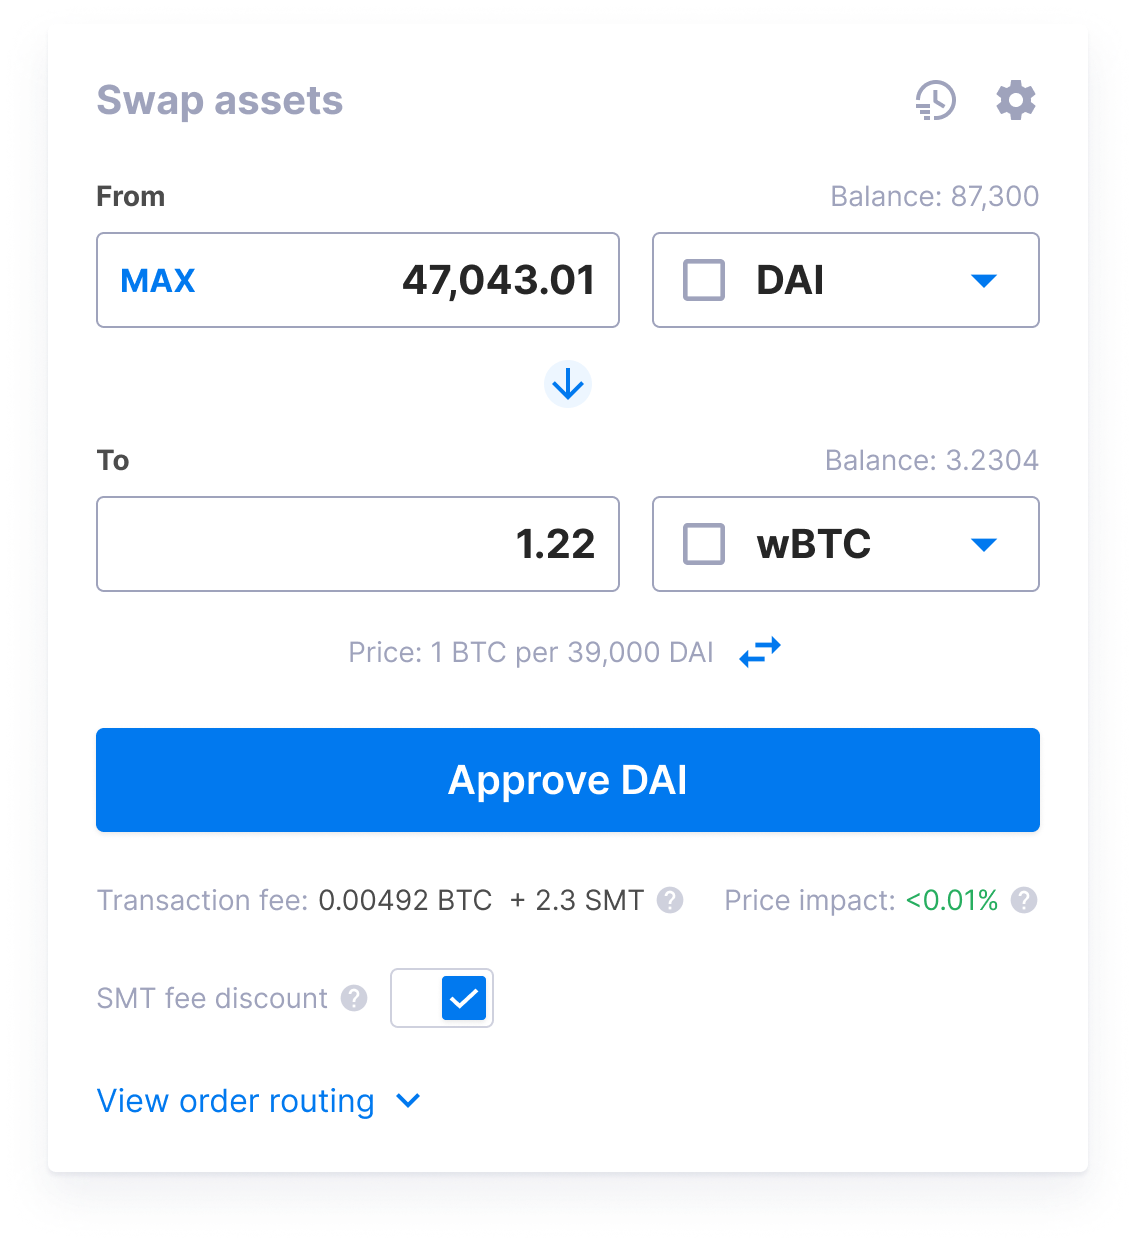 Swap assets
From
Balance: 87,300
MAX
47,043.01
DAI
To
Balance: 3.2304
1.22
wBTC
Price: 1 BTC per 39,000 DAI
Approve DAI
Transaction fee: 0.00492 BTC + 2.3 SMT ?
Price impact: <0.01% ?
SMT fee discount ?
View order routing